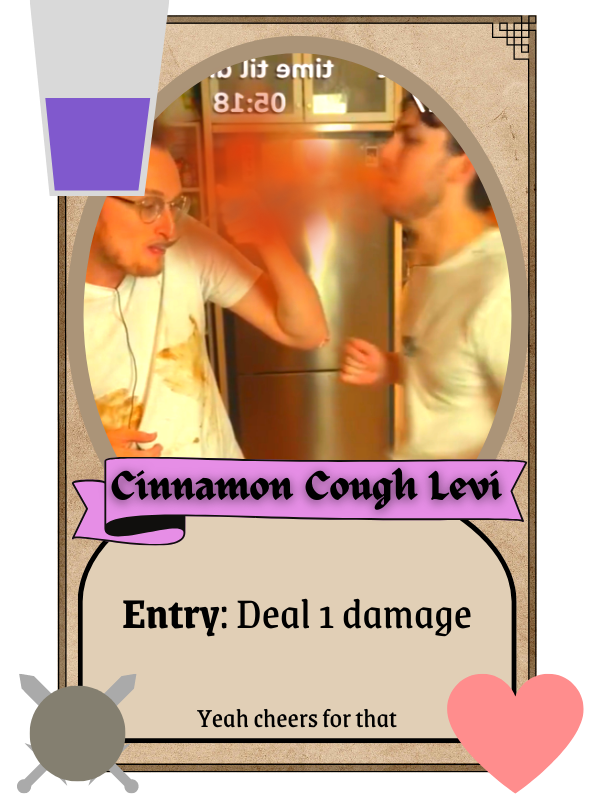 time til
05:18
Cinnamon Cough Levi
Entry: Deal 1 damage
Yeah cheers for that